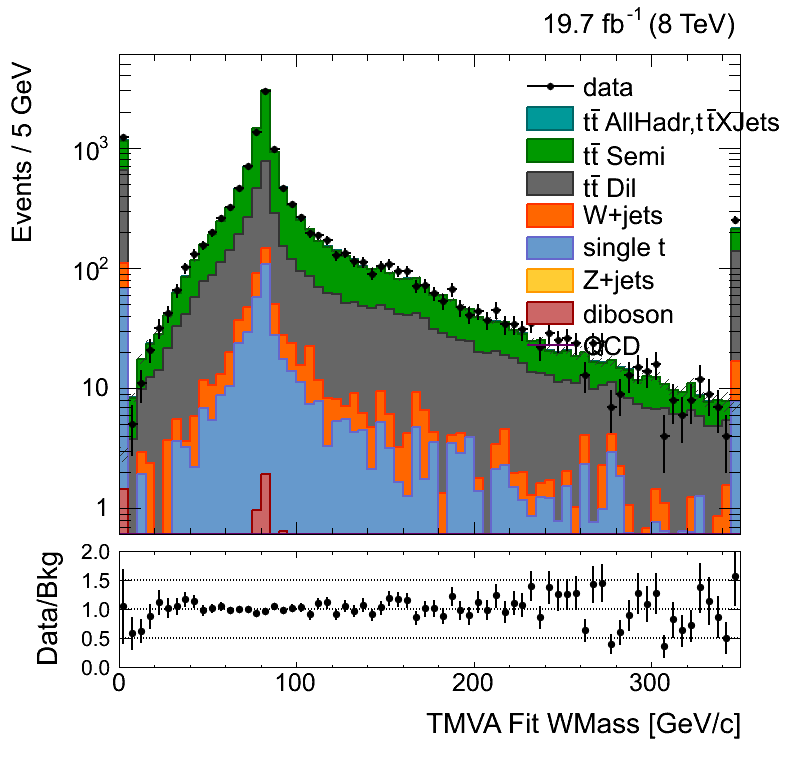 19.7 fb⁻¹ (8 TeV)
Events / 5 GeV
10³
10²
10
1
data
tt̄ AllHadr,tt̄XJets
tt̄ Semi
tt̄ Dil
W+jets
single t
Z+jets
diboson
QCD
Data/Bkg
2.0
1.5
1.0
0.5
0.0
0 100 200 300
TMVA Fit WMass [GeV/c]